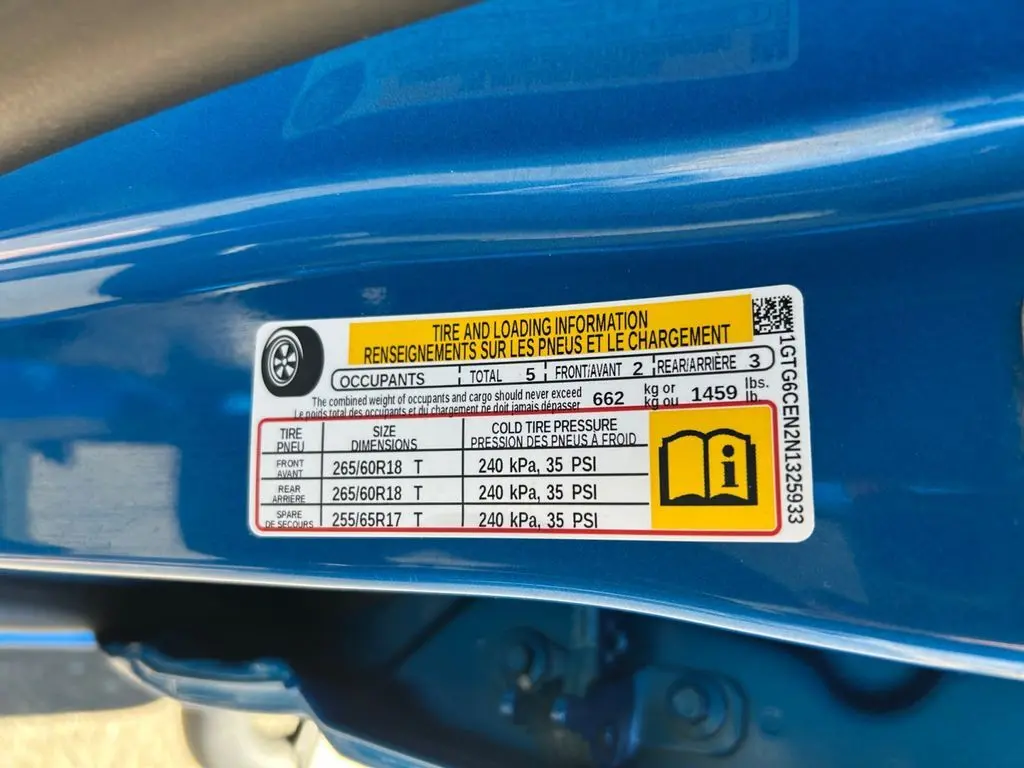 TIRE AND LOADING INFORMATION
RENSEIGNEMENTS SUR LES PNEUS ET LE CHARGEMENT
OCCUPANTS TOTAL 5 FRONT/AVANT 2 REAR/ARRIÈRE 3
The combined weight of occupants and cargo should never exceed 662 kg or 1459 lbs.
Le poids total des occupants et du chargement ne doit jamais dépasser kg ou lb.
TIRE SIZE COLD TIRE PRESSURE
PNEU DIMENSIONS PRESSION DES PNEUS À FROID
FRONT
AVANT 265/60R18 T 240 kPa, 35 PSI
REAR
ARRIÈRE 265/60R18 T 240 kPa, 35 PSI
SPARE
DE SECOURS 255/65R17 T 240 kPa, 35 PSI
i
1GTG6CEN2N1325933